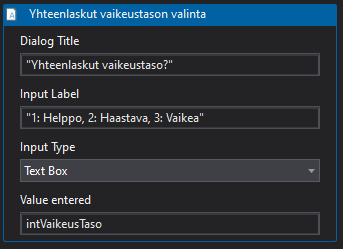 Yhteenlaskut vaikeustason valinta
Dialog Title
"Yhteenlaskut vaikeustaso?"
Input Label
"1: Helppo, 2: Haastava, 3: Vaikea"
Input Type
Text Box
Value entered
intVaikeusTaso